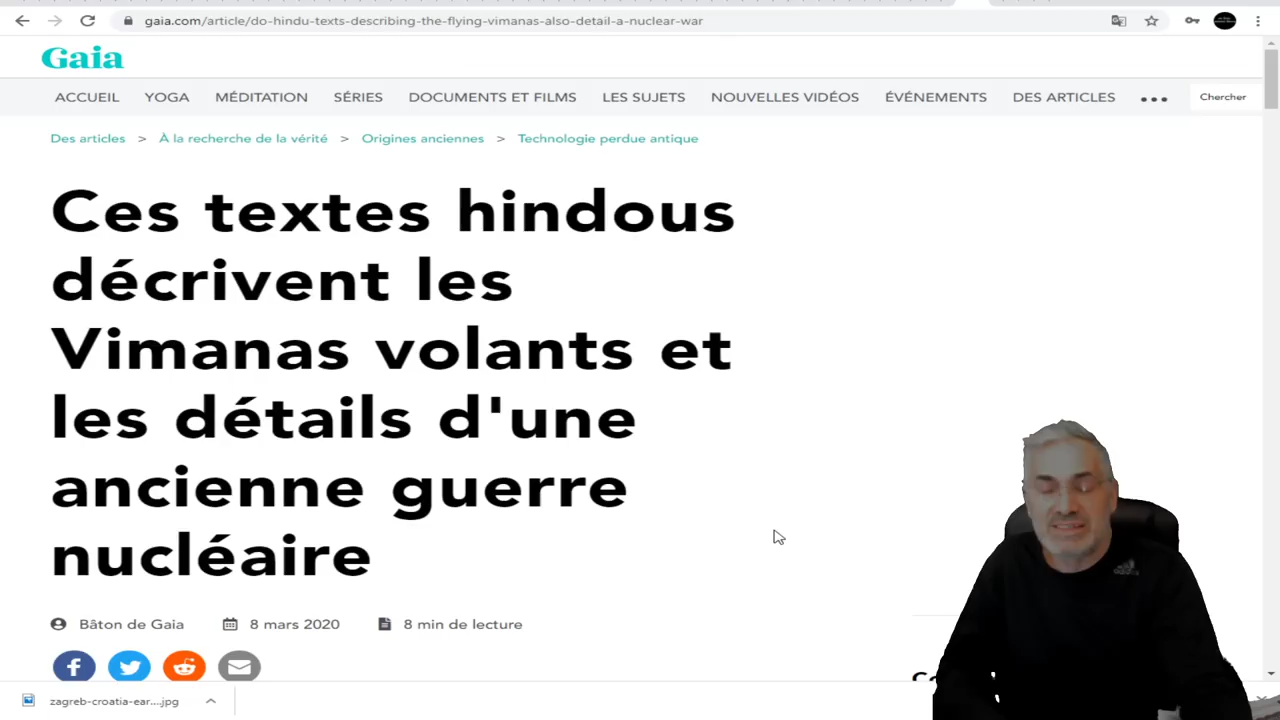 gaia.com/article/do-hindu-texts-describing-the-flying-vimanas-also-detail-a-nuclear-war
Gaia
ACCUEIL YOGA MÉDITATION SÉRIES DOCUMENTS ET FILMS LES SUJETS NOUVELLES VIDÉOS ÉVÉNEMENTS DES ARTICLES ••• Chercher
Des articles > À la recherche de la vérité > Origines anciennes > Technologie perdue antique
Ces textes hindous
décrivent les
Vimanas volants et
les détails d'une
ancienne guerre
nucléaire
Bâton de Gaia 8 mars 2020 8 min de lecture
adidas
zagreb-croatia-ear....jpg